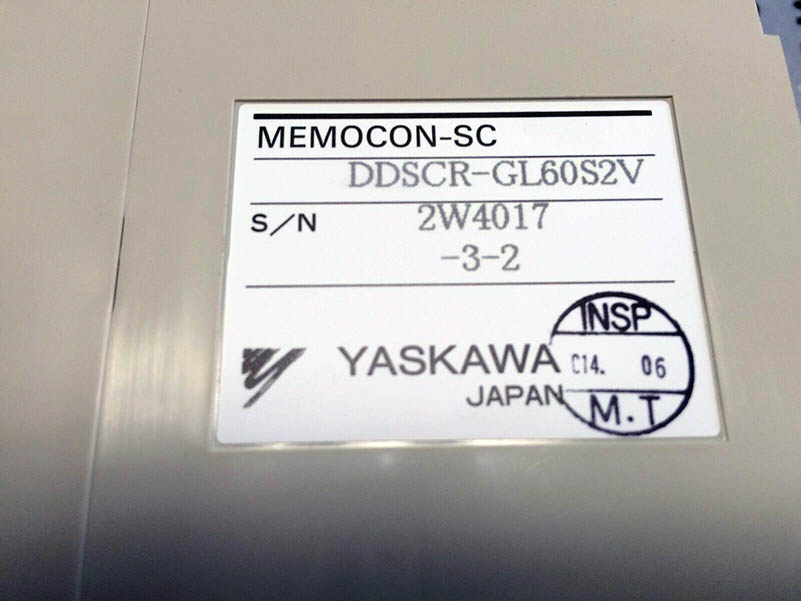 MEMOCON-SC
DDSCR-GL60S2V
S/N 2W4017
-3-2
YASKAWA
JAPAN
INSP
C14. 06
M.T